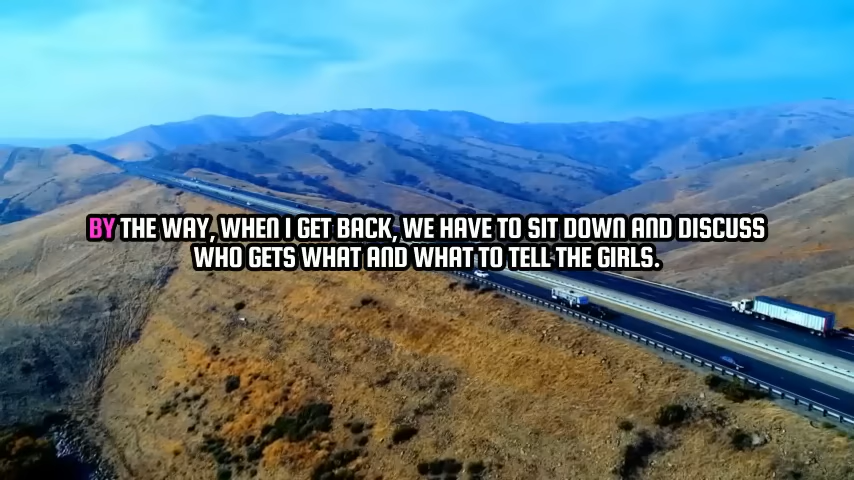 BY THE WAY, WHEN I GET BACK, WE HAVE TO SIT DOWN AND DISCUSS
WHO GETS WHAT AND WHAT TO TELL THE GIRLS.